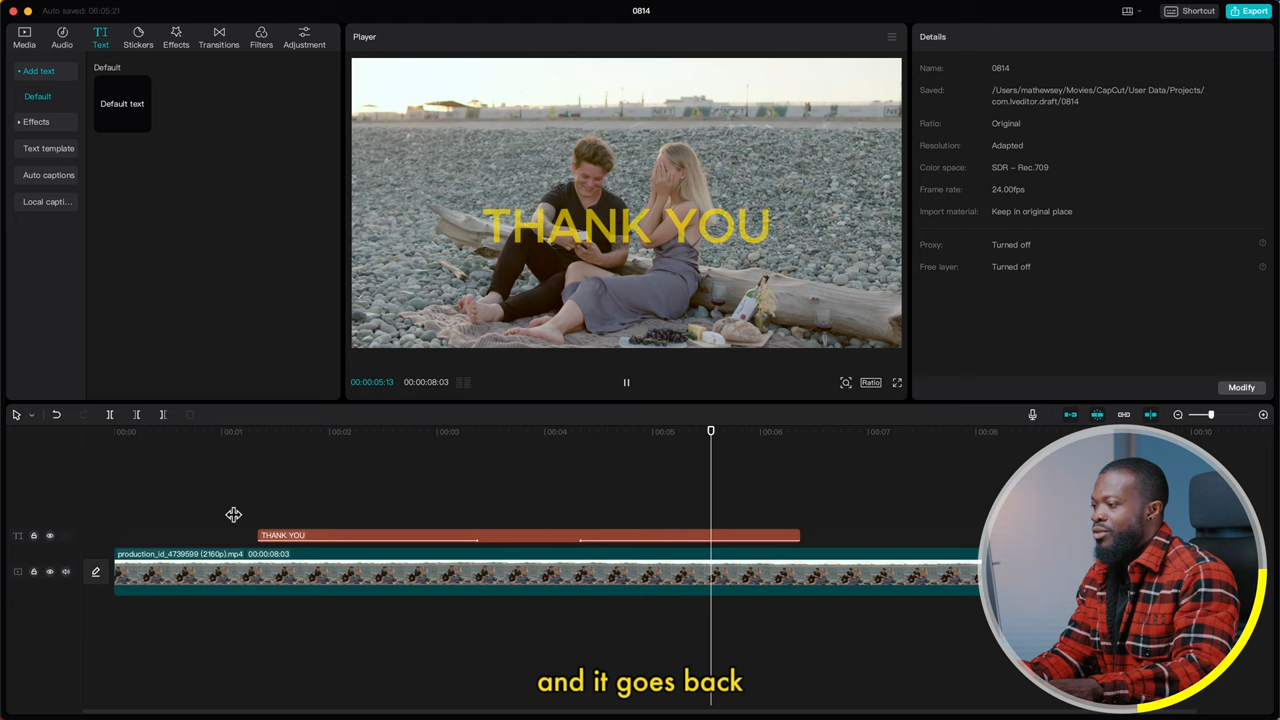 Auto saved: 06:05:21
0814
Shortcut
Export
Media
Audio
TI
Text
Stickers
Effects
Transitions
Filters
Adjustment
Add text
Default
Effects
Text template
Auto captions
Local capti...
Default
Default text
Player
THANK YOU
00:00:05:13
00:00:08:03
Ratio
Details
Name:
0814
Saved:
/Users/mathewsey/Movies/CapCut/User Data/Projects/
com.lveditor.draft/0814
Ratio:
Original
Resolution:
Adapted
Color space:
SDR – Rec.709
Frame rate:
24.00fps
Import material:
Keep in original place
Proxy:
Turned off
Free layer:
Turned off
Modify
00:00
00:01
00:02
00:03
00:04
00:05
00:06
00:07
00:08
00:10
TI
THANK YOU
production_id_4739599 (2160p).mp4 00:00:08:03
and it goes back